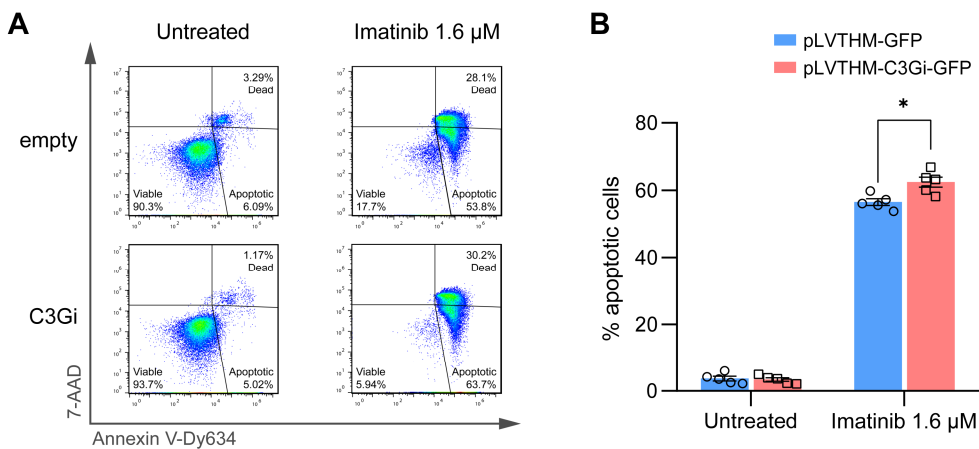 A
Untreated
Imatinib 1.6 µM
empty
3.29%
Dead
Viable
90.3%
Apoptotic
6.09%
28.1%
Dead
Viable
17.7%
Apoptotic
53.8%
C3Gi
1.17%
Dead
Viable
93.7%
Apoptotic
5.02%
30.2%
Dead
Viable
5.94%
Apoptotic
63.7%
7-AAD
Annexin V-Dy634
B
pLVTHM-GFP
pLVTHM-C3Gi-GFP
*
% apoptotic cells
80
60
40
20
0
Untreated
Imatinib 1.6 µM